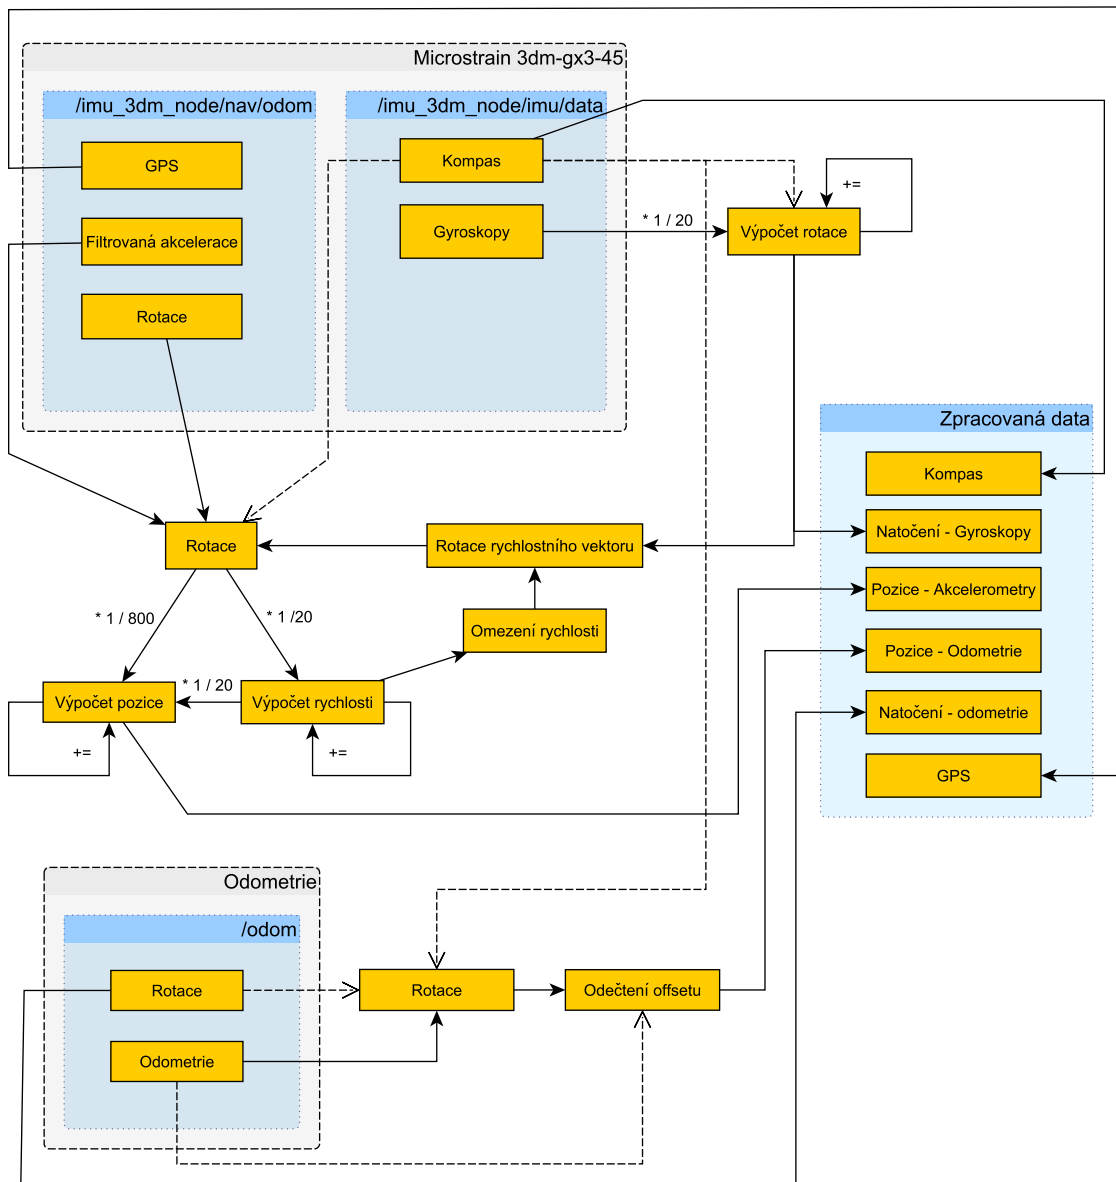 Microstrain 3dm-gx3-45
/imu_3dm_node/nav/odom
/imu_3dm_node/imu/data
GPS
Kompas
+=
Filtrovaná akcelerace
Gyroskopy
* 1 / 20
Výpočet rotace
Rotace
Zpracovaná data
Kompas
Natočení - Gyroskopy
Pozice - Akcelerometry
Pozice - Odometrie
Natočení - odometrie
GPS
Rotace
Rotace rychlostního vektoru
* 1 / 800
* 1 /20
Omezení rychlosti
Výpočet pozice
* 1 / 20
Výpočet rychlosti
+=
+=
Odometrie
/odom
Rotace
Rotace
Odečtení offsetu
Odometrie